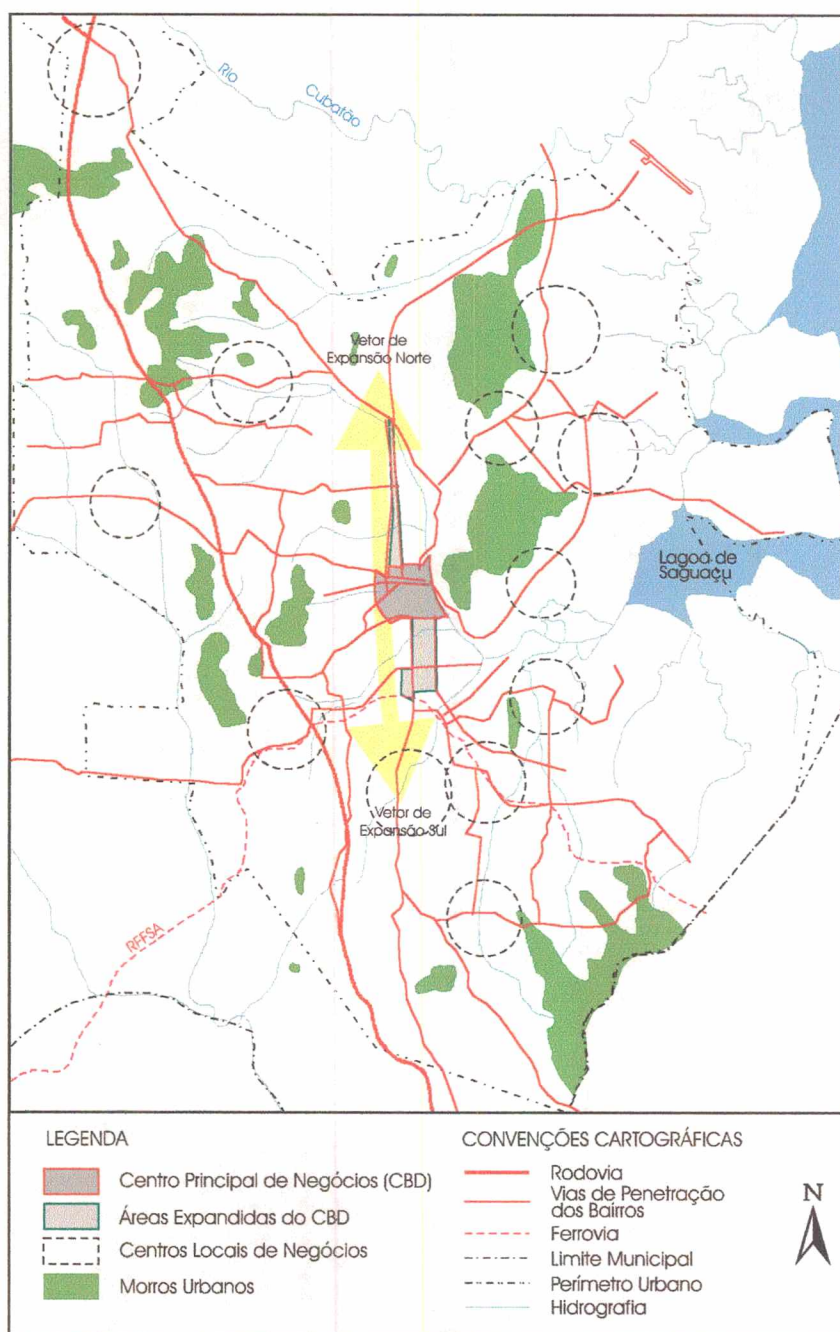 Rio
Cubatão
Vetor de
Expansão Norte
Lagoa de
Saguaçu
Vetor de
Expansão Sul
RFFSA
LEGENDA
Centro Principal de Negócios (CBD)
Áreas Expandidas do CBD
Centros Locais de Negócios
Morros Urbanos
CONVENÇÕES CARTOGRÁFICAS
Rodovia
Vias de Penetração
dos Bairros
Ferrovia
Limite Municipal
Perímetro Urbano
Hidrografia
N